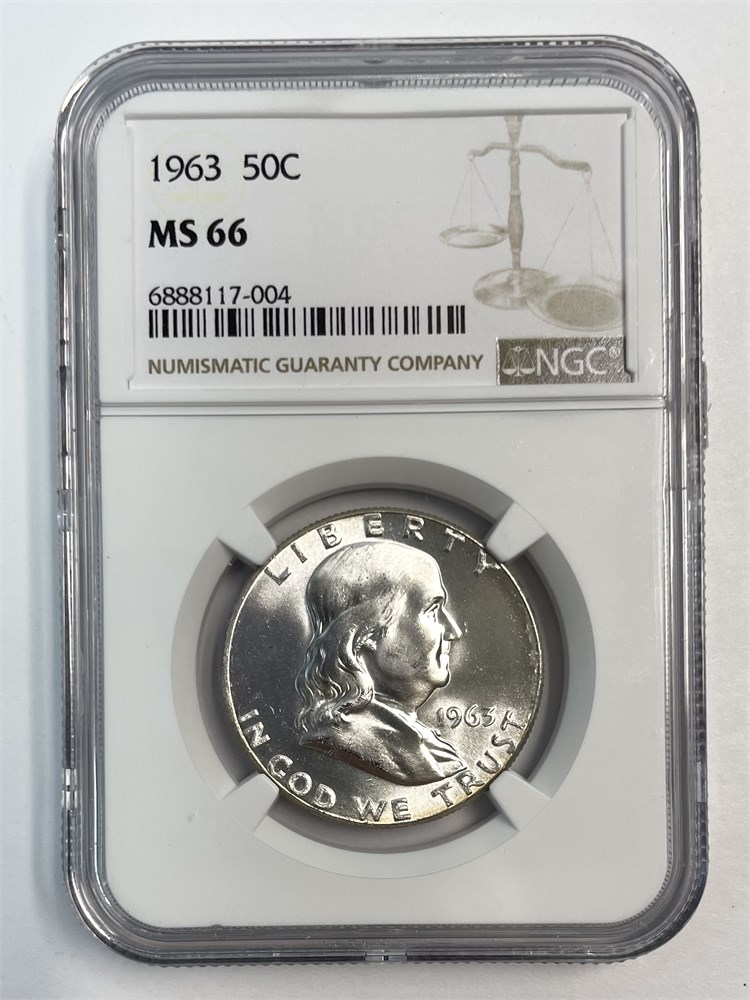 1963 50C
MS 66
6888117-004
NUMISMATIC GUARANTY COMPANY
NGC®
LIBERTY
1963
IN GOD WE TRUST